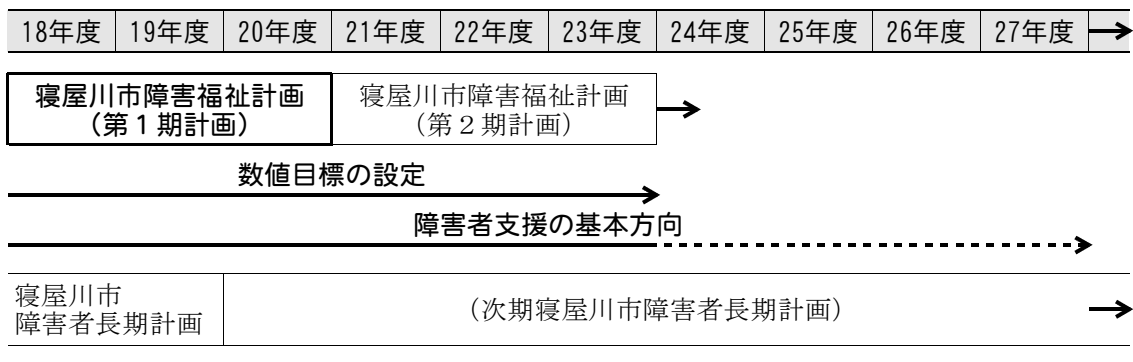 18年度 19年度 20年度 21年度 22年度 23年度 24年度 25年度 26年度 27年度
寝屋川市障害福祉計画
（第１期計画）
寝屋川市障害福祉計画
（第２期計画）
数値目標の設定
障害者支援の基本方向
寝屋川市
障害者長期計画
（次期寝屋川市障害者長期計画）